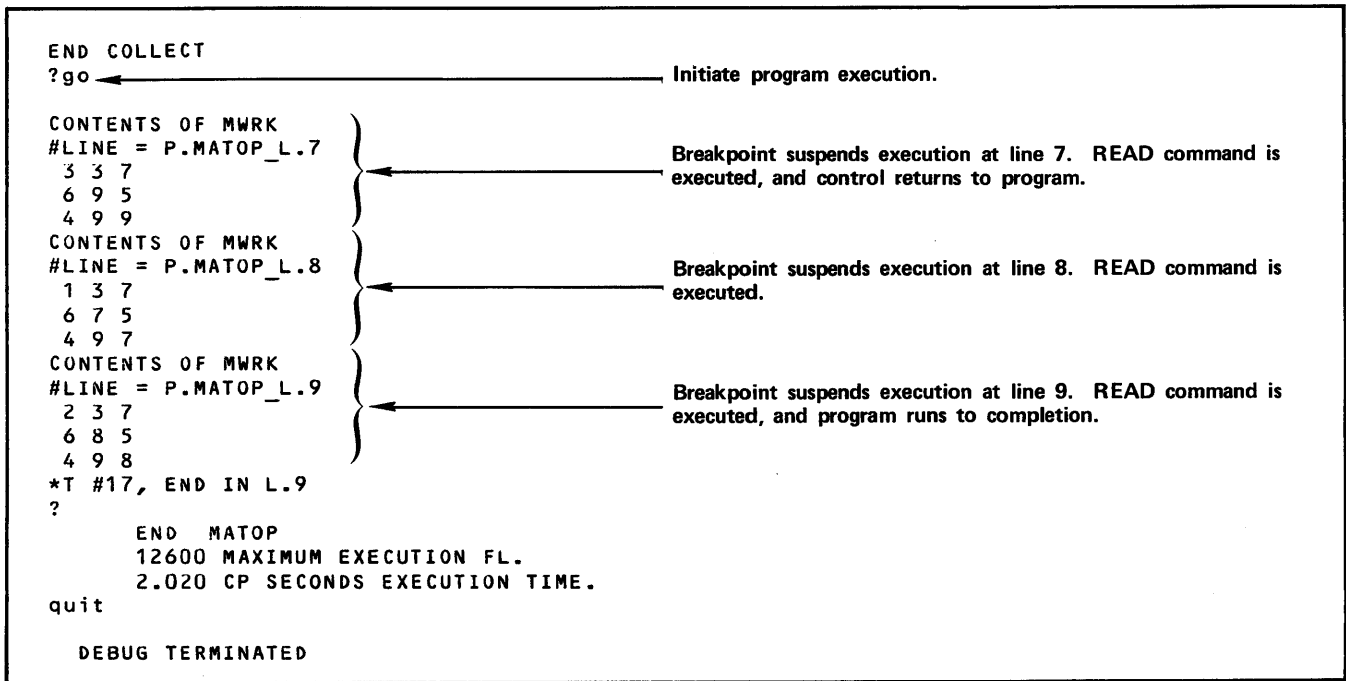 END COLLECT
?go
Initiate program execution.
CONTENTS OF MWRK
#LINE = P.MATOP_L.7
3 3 7
6 9 5
4 9 9
Breakpoint suspends execution at line 7. READ command is
executed, and control returns to program.
CONTENTS OF MWRK
#LINE = P.MATOP_L.8
1 3 7
6 7 5
4 9 7
Breakpoint suspends execution at line 8. READ command is
executed.
CONTENTS OF MWRK
#LINE = P.MATOP_L.9
2 3 7
6 8 5
4 9 8
Breakpoint suspends execution at line 9. READ command is
executed, and program runs to completion.
*T #17, END IN L.9
?
END MATOP
12600 MAXIMUM EXECUTION FL.
2.020 CP SECONDS EXECUTION TIME.
quit
DEBUG TERMINATED